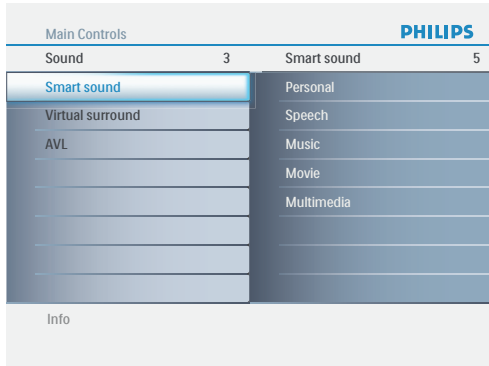 Main Controls
PHILIPS
Sound 3 Smart sound 5
Smart sound Personal
Virtual surround Speech
AVL Music
Movie
Multimedia
Info